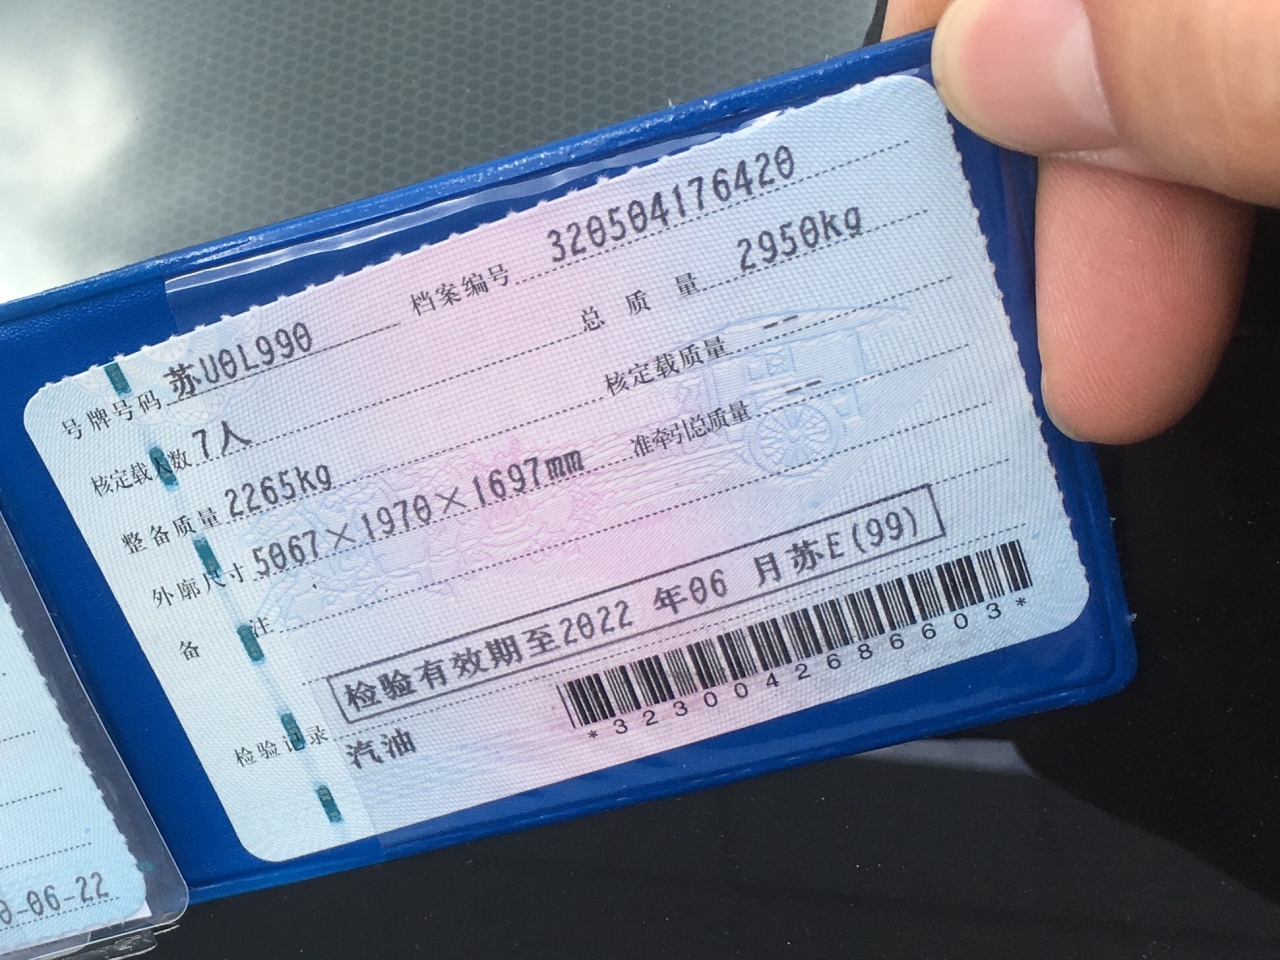 号牌号码 苏U0L990 档案编号 320504176420
核定载人数 7人 总质量 2950kg
整备质量 2265kg 核定载质量 --
外廓尺寸 5067×1970×1697mm 准牵引总质量 --
备注
检验有效期至2022 年06 月苏E(99)
检验记录
汽油
*3230042686603*
0-06-22